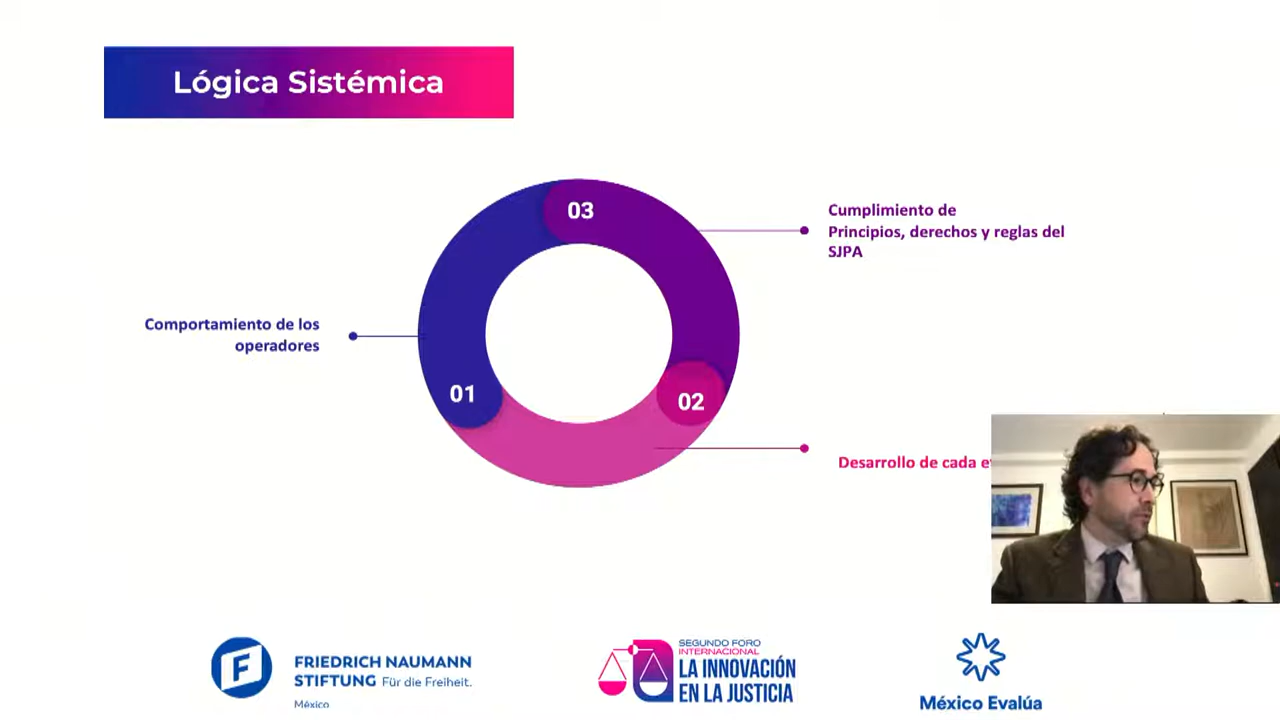 Lógica Sistémica
03
Cumplimiento de
Principios, derechos y reglas del
SJPA
Comportamiento de los
operadores
01
02
Desarrollo de cada
F
FRIEDRICH NAUMANN
STIFTUNG Für die Freiheit.
México
SEGUNDO FORO
INTERNACIONAL
LA INNOVACIÓN
EN LA JUSTICIA
México Evalúa